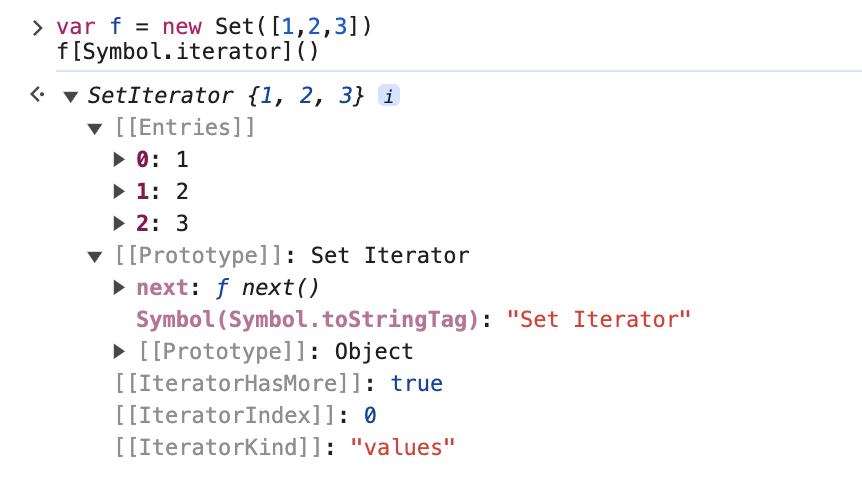 var f = new Set([1,2,3])
f[Symbol.iterator]()
SetIterator {1, 2, 3} i
[[Entries]]
0: 1
1: 2
2: 3
[[Prototype]]: Set Iterator
next: ƒ next()
Symbol(Symbol.toStringTag): "Set Iterator"
[[Prototype]]: Object
[[IteratorHasMore]]: true
[[IteratorIndex]]: 0
[[IteratorKind]]: "values"